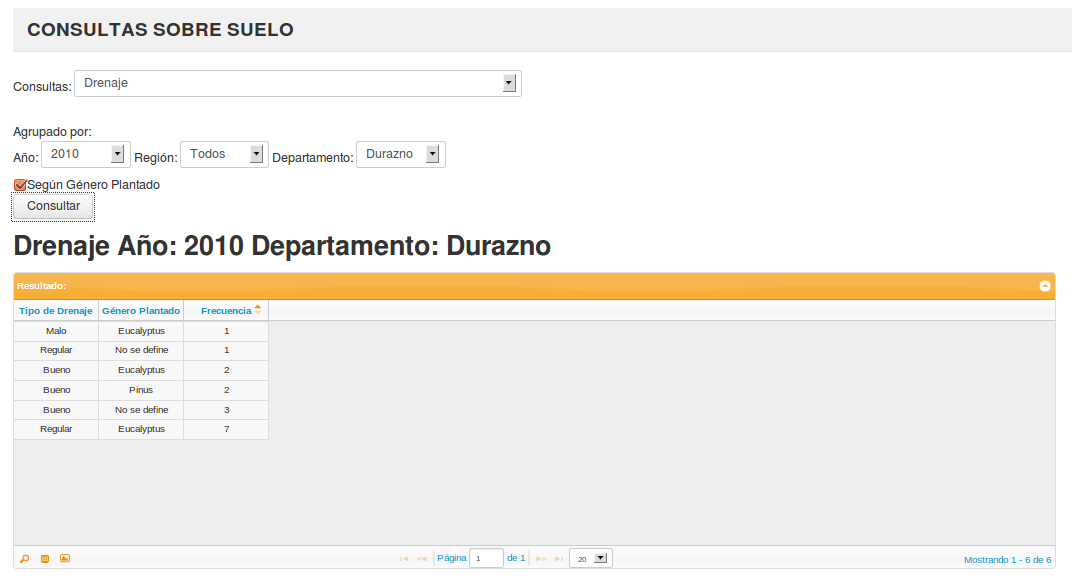 CONSULTAS SOBRE SUELO
Consultas: Drenaje
Agrupado por:
Año: 2010 Región: Todos Departamento: Durazno
Según Género Plantado
Consultar
Drenaje Año: 2010 Departamento: Durazno
Resultado:
Tipo de Drenaje Género Plantado Frecuencia
Malo Eucalyptus 1
Regular No se define 1
Bueno Eucalyptus 2
Bueno Pinus 2
Bueno No se define 3
Regular Eucalyptus 7
Página 1 de 1 20 Mostrando 1 - 6 de 6